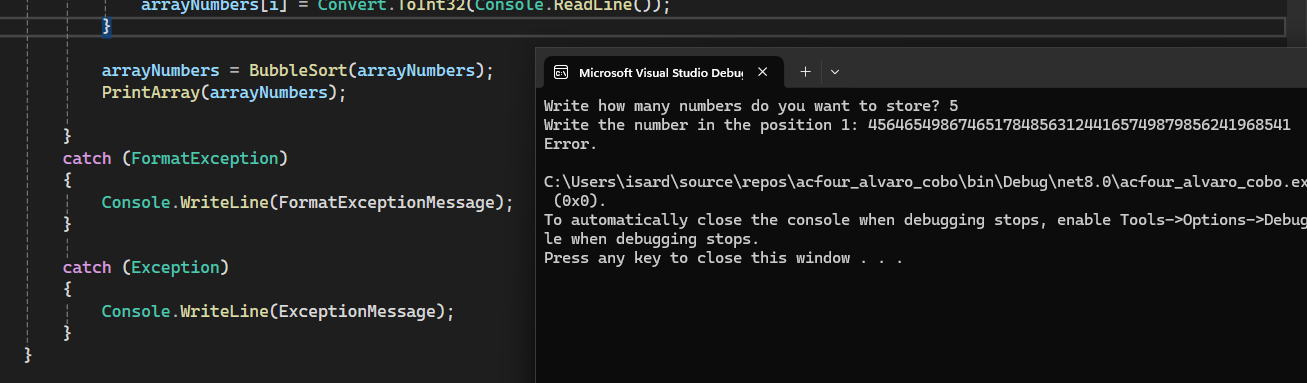 arrayNumbers[i] = Convert.ToInt32(Console.ReadLine());
}
arrayNumbers = BubbleSort(arrayNumbers);
PrintArray(arrayNumbers);
}
catch (FormatException)
{
Console.WriteLine(FormatExceptionMessage);
}
catch (Exception)
{
Console.WriteLine(ExceptionMessage);
}
}
Microsoft Visual Studio Debug
Write how many numbers do you want to store? 5
Write the number in the position 1: 45646549867465178485631244165749879856241968541
Error.
C:\Users\isard\source\repos\acfour_alvaro_cobo\bin\Debug\net8.0\acfour_alvaro_cobo.ex
(0x0).
To automatically close the console when debugging stops, enable Tools->Options->Debug
le when debugging stops.
Press any key to close this window . . .